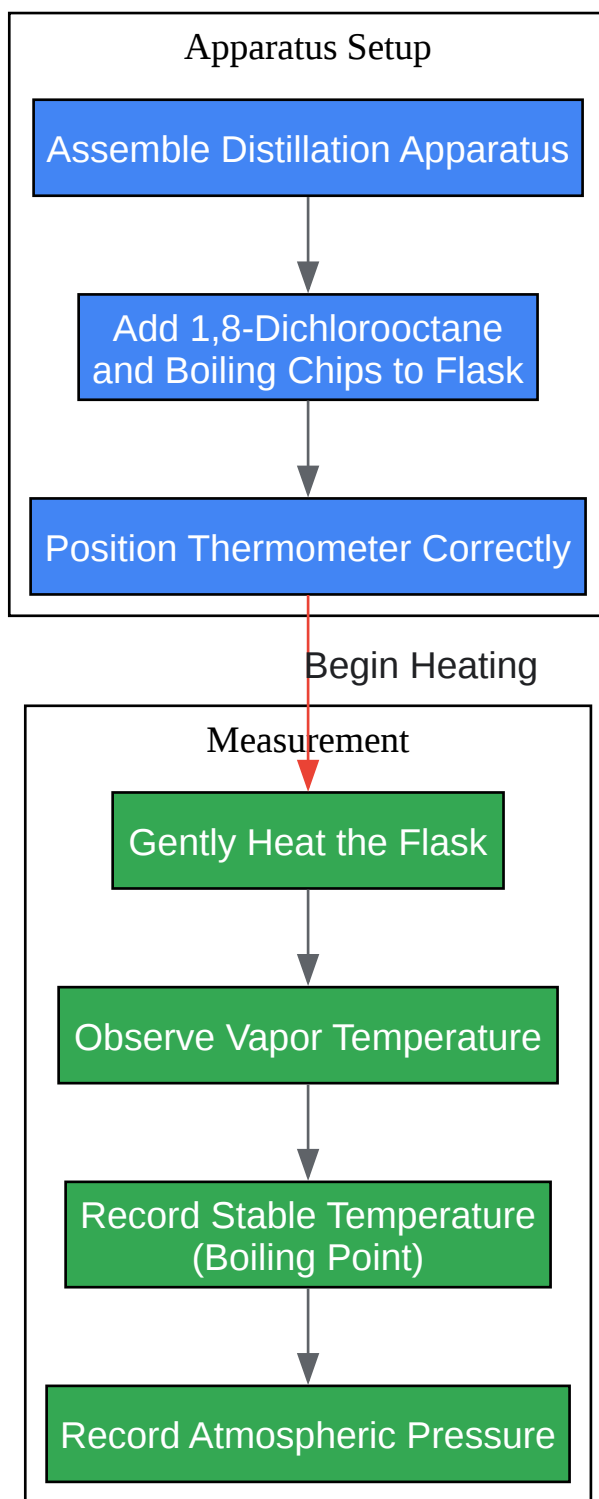 Apparatus Setup
Assemble Distillation Apparatus
Add 1,8-Dichlorooctane
and Boiling Chips to Flask
Position Thermometer Correctly
Begin Heating
Measurement
Gently Heat the Flask
Observe Vapor Temperature
Record Stable Temperature
(Boiling Point)
Record Atmospheric Pressure